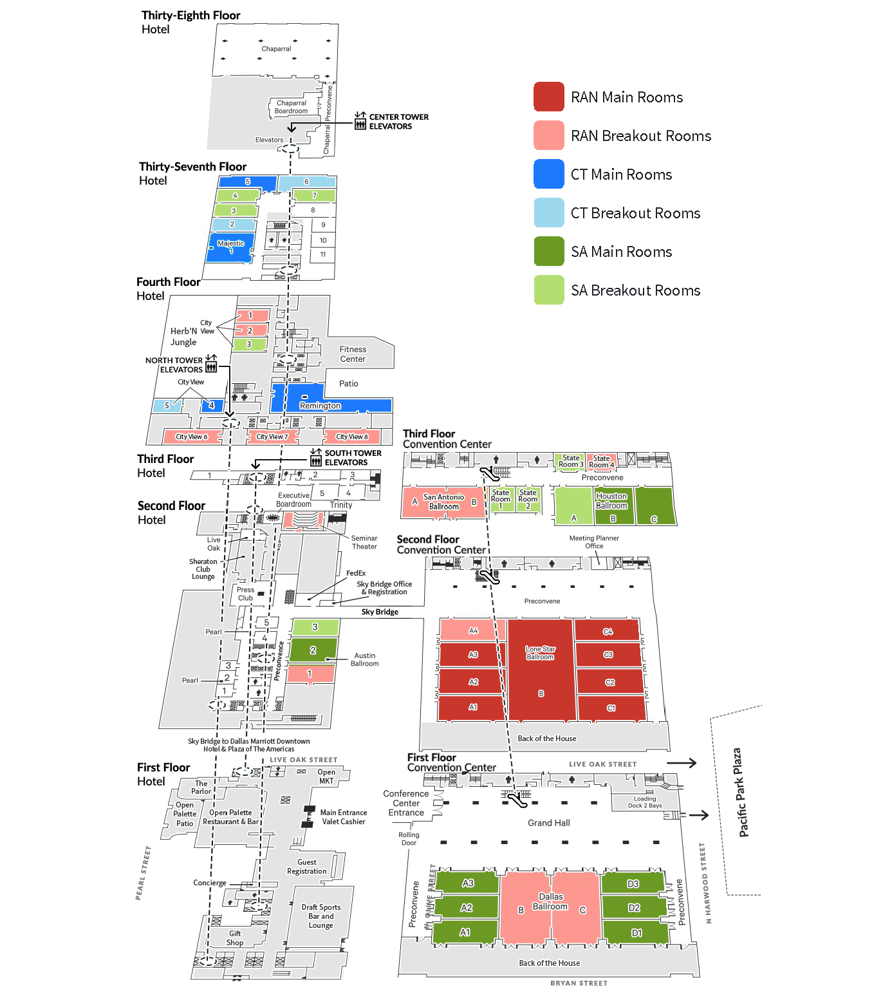 Thirty-Eighth Floor
Hotel
Chaparral
Chaparral
Boardroom
Chaparral Preconvene
Elevators
CENTER TOWER
ELEVATORS
RAN Main Rooms
RAN Breakout Rooms
CT Main Rooms
CT Breakout Rooms
SA Main Rooms
SA Breakout Rooms
Thirty-Seventh Floor
Hotel
5
6
4
7
3
8
2
9
Majestic
1
10
11
Fourth Floor
Hotel
City
View
1
2
3
Herb'N
Jungle
Fitness
Center
NORTH TOWER
ELEVATORS
City View
Patio
5
4
Remington
City View 6
City View 7
City View 8
Third Floor
Hotel
SOUTH TOWER
ELEVATORS
1
2
3
5
4
Trinity
Executive
Boardroom
Second Floor
Hotel
Live
Oak
Seminar
Theater
Sheraton
Club
Lounge
FedEx
Sky Bridge Office
& Registration
Press
Club
Sky Bridge
5
Pearl
4
3
2
Pearl
1
Preconvence
3
2
1
Austin
Ballroom
Sky Bridge to Dallas Marriott Downtown
Hotel & Plaza of The Americas
LIVE OAK STREET
First Floor
Hotel
The
Parlor
Open
MKT
Open
Palette
Patio
Open Palette
Restaurant & Bar
Main Entrance
Valet Cashier
PEARL STREET
Guest
Registration
Concierge
Draft Sports
Bar and
Lounge
Gift
Shop
Third Floor
Convention Center
State
Room 3
State
Room 4
Preconvene
A
San Antonio
Ballroom
B
State
Room
1
State
Room
2
Houston
Ballroom
A
B
C
Second Floor
Convention Center
Meeting Planner
Office
Preconvene
A4
A3
A2
A1
Lone Star
Ballroom
B
C4
C3
C2
C1
Back of the House
First Floor
Convention Center
LIVE OAK STREET
Conference
Center
Entrance
Loading
Dock 2 Bays
Grand Hall
Rolling
Door
Pacific Park Plaza
N HARWOOD STREET
N OLIVE STREET
Preconvene
Preconvene
A3
A2
A1
B
Dallas
Ballroom
C
D3
D2
D1
Back of the House
BRYAN STREET